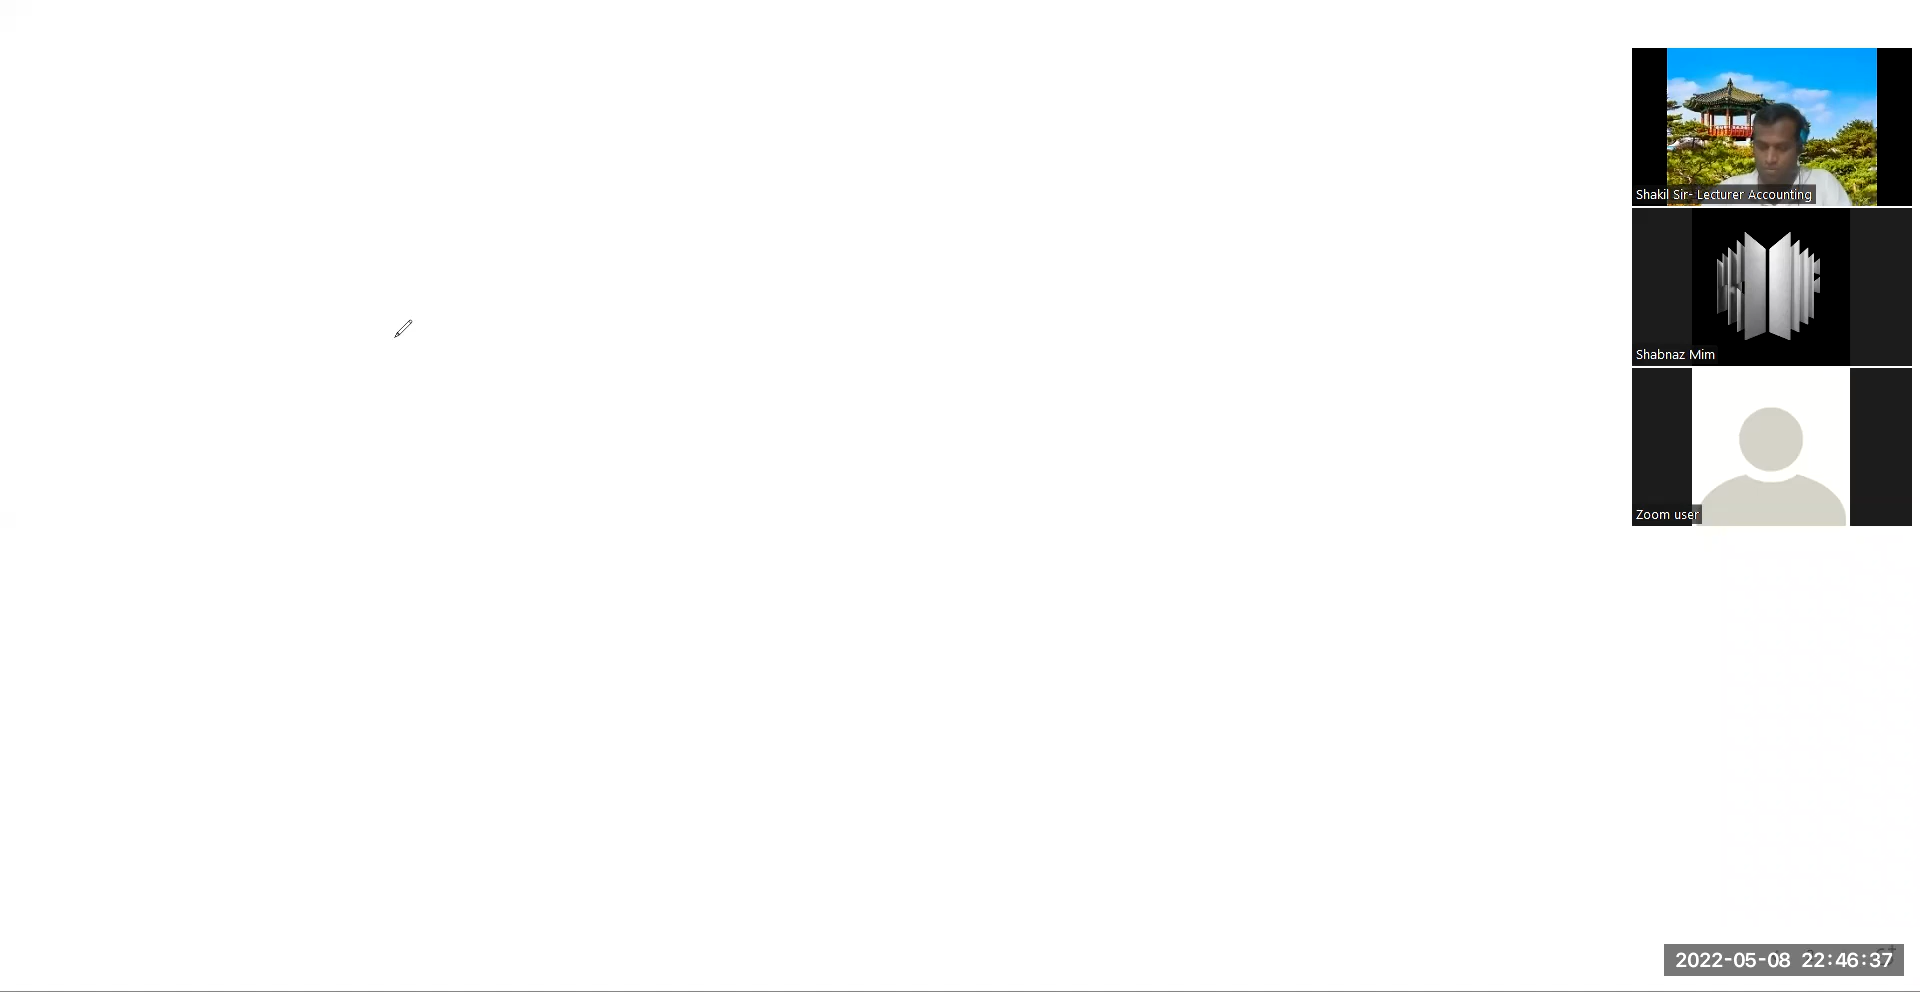 Shakil Sir- Lecturer Accounting
Shabnaz Mim
Zoom user
2022-05-08 22:46:37